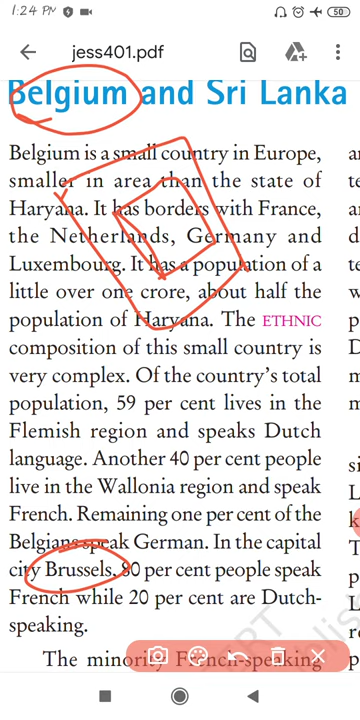 1:24 PM
50
jess401.pdf
Belgium and Sri Lanka
Belgium is a small country in Europe,
smaller in area than the state of
Haryana. It has borders with France,
the Netherlands, Germany and
Luxembourg. It has a population of a
little over one crore, about half the
population of Haryana. The ETHNIC
composition of this small country is
very complex. Of the country's total
population, 59 per cent lives in the
Flemish region and speaks Dutch
language. Another 40 per cent people
live in the Wallonia region and speak
French. Remaining one per cent of the
Belgians speak German. In the capital
city Brussels, 80 per cent people speak
French while 20 per cent are Dutch-
speaking.
The minority French-speaking